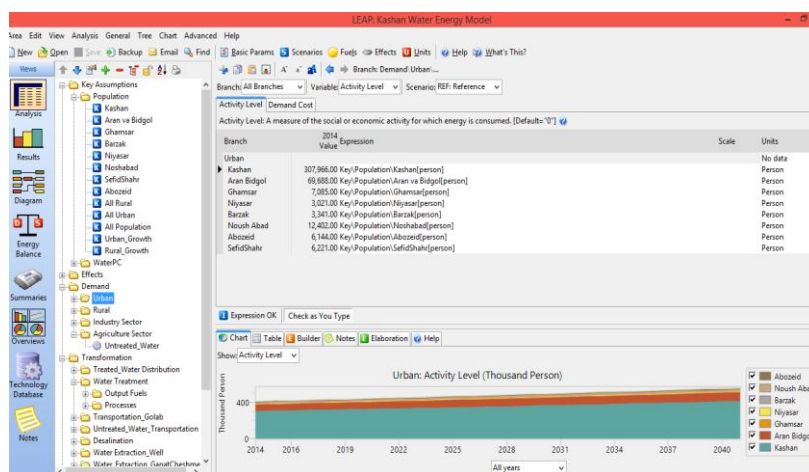 LEAP: Kashan Water Energy Model
Area Edit View Analysis General Tree Chart Advanced Help
New Open Save Backup Email Find Basic Params Scenarios Fuels Effects Units Help What's This?
Views
Analysis
Results
Diagram
Energy Balance
Summaries
Overviews
Technology Database
Notes
Key Assumptions
Population
Kashan
Aran va Bidgol
Ghamsar
Barzak
Niyasar
Noshabad
SefidShahr
Abozeid
All Rural
All Urban
All Population
Urban_Growth
Rural_Growth
WaterPC
Effects
Demand
Urban
Rural
Industry Sector
Agriculture Sector
Untreated_Water
Transformation
Treated_Water Distribution
Water Treatment
Output Fuels
Processes
Transportation_Golab
Untreated_Water_Transportation
Desalination
Water Extraction_Well
Water Extraction_QanatCheshme
Branch: Demand\Urban\...
Branch: All Branches Variable: Activity Level Scenario: REF: Reference
Activity Level Demand Cost
Activity Level: A measure of the social or economic activity for which energy is consumed. [Default="0"]
Branch 2014 Value Expression Scale Units
Urban No data
Kashan 307,966.00 Key\Population\Kashan[person] Person
Aran Bidgol 69,688.00 Key\Population\Aran va Bidgol[person] Person
Ghamsar 7,085.00 Key\Population\Ghamsar[person] Person
Niyasar 3,021.00 Key\Population\Niyasar[person] Person
Barzak 3,341.00 Key\Population\Barzak[person] Person
Noush Abad 12,402.00 Key\Population\Noshabad[person] Person
Abozeid 6,144.00 Key\Population\Abozeid[person] Person
SefidShahr 6,221.00 Key\Population\SefidShahr[person] Person
Expression OK Check as You Type
Chart Table Builder Notes Elaboration Help
Show: Activity Level
Urban: Activity Level (Thousand Person)
Thousand Person
400
0
2014 2016 2019 2022 2025 2028 2031 2034 2037 2040
All years
Abozeid
Noush Aba
Barzak
Niyasar
Ghamsar
Aran Bidgo
Kashan